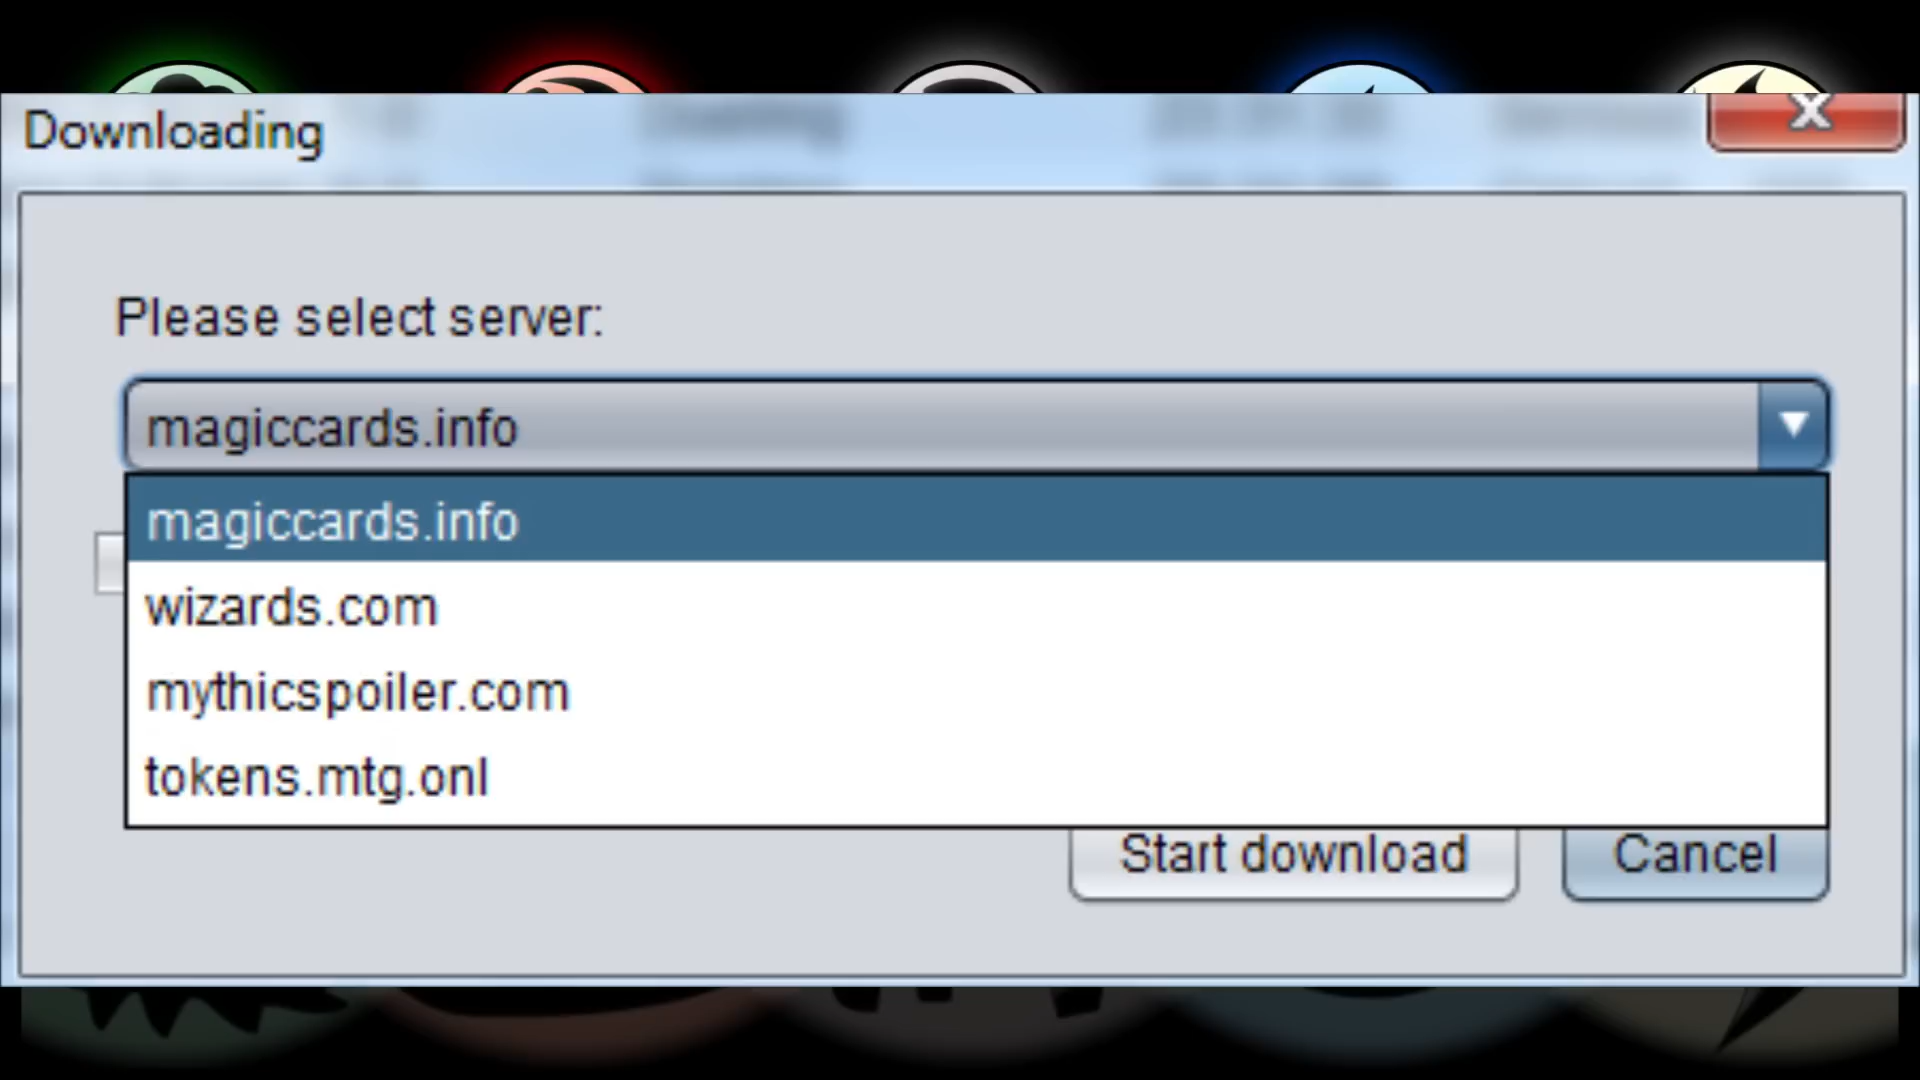 Downloading
Please select server:
magiccards.info
magiccards.info
wizards.com
mythicspoiler.com
tokens.mtg.onl
Start download
Cancel